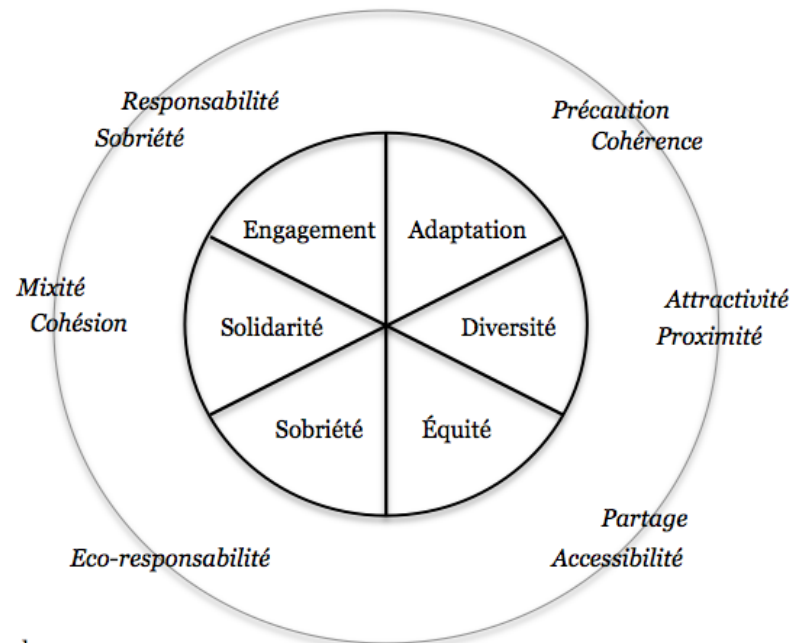 Responsabilité
Sobriété
Précaution
Cohérence
Engagement
Adaptation
Mixité
Cohésion
Solidarité
Diversité
Attractivité
Proximité
Sobriété
Équité
Partage
Accessibilité
Eco-responsabilité